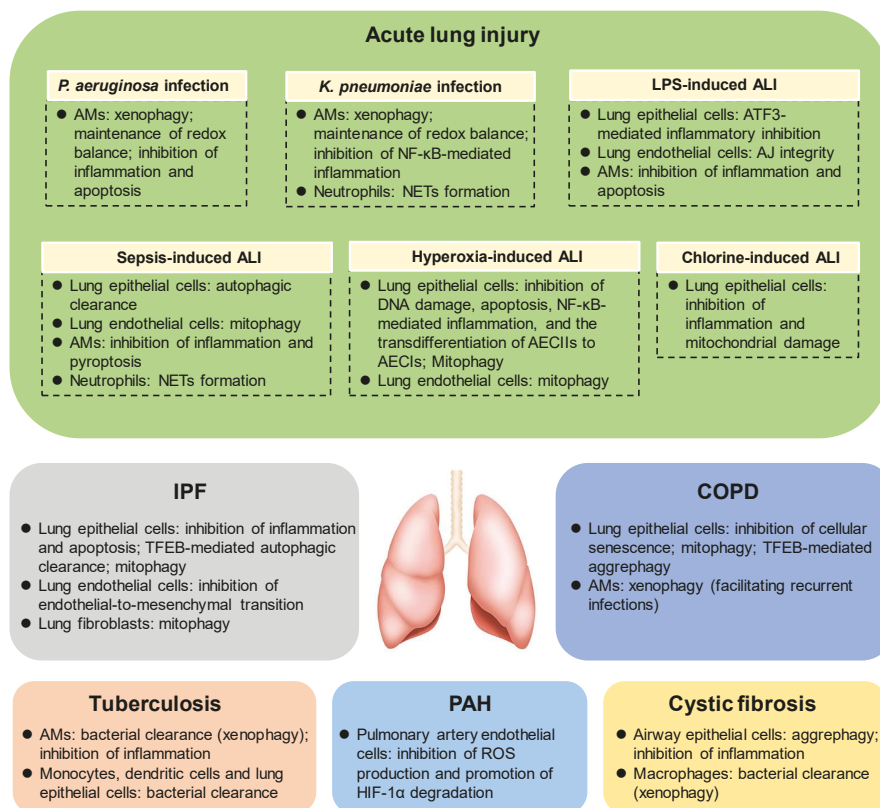 Acute lung injury
P. aeruginosa infection
● AMs: xenophagy;
maintenance of redox
balance; inhibition of
inflammation and
apoptosis
K. pneumoniae infection
● AMs: xenophagy;
maintenance of redox balance;
inhibition of NF-κB-mediated
inflammation
● Neutrophils: NETs formation
LPS-induced ALI
● Lung epithelial cells: ATF3-
mediated inflammatory inhibition
● Lung endothelial cells: AJ integrity
● AMs: inhibition of inflammation and
apoptosis
Sepsis-induced ALI
● Lung epithelial cells: autophagic
clearance
● Lung endothelial cells: mitophagy
● AMs: inhibition of inflammation and
pyroptosis
● Neutrophils: NETs formation
Hyperoxia-induced ALI
● Lung epithelial cells: inhibition of
DNA damage, apoptosis, NF-κB-
mediated inflammation, and the
transdifferentiation of AECIIs to
AECIs; Mitophagy
● Lung endothelial cells: mitophagy
Chlorine-induced ALI
● Lung epithelial cells:
inhibition of
inflammation and
mitochondrial damage
IPF
● Lung epithelial cells: inhibition of inflammation
and apoptosis; TFEB-mediated autophagic
clearance; mitophagy
● Lung endothelial cells: inhibition of
endothelial-to-mesenchymal transition
● Lung fibroblasts: mitophagy
COPD
● Lung epithelial cells: inhibition of cellular
senescence; mitophagy; TFEB-mediated
aggrephagy
● AMs: xenophagy (facilitating recurrent
infections)
Tuberculosis
● AMs: bacterial clearance (xenophagy);
inhibition of inflammation
● Monocytes, dendritic cells and lung
epithelial cells: bacterial clearance
PAH
● Pulmonary artery endothelial
cells: inhibition of ROS
production and promotion of
HIF-1α degradation
Cystic fibrosis
● Airway epithelial cells: aggrephagy;
inhibition of inflammation
● Macrophages: bacterial clearance
(xenophagy)